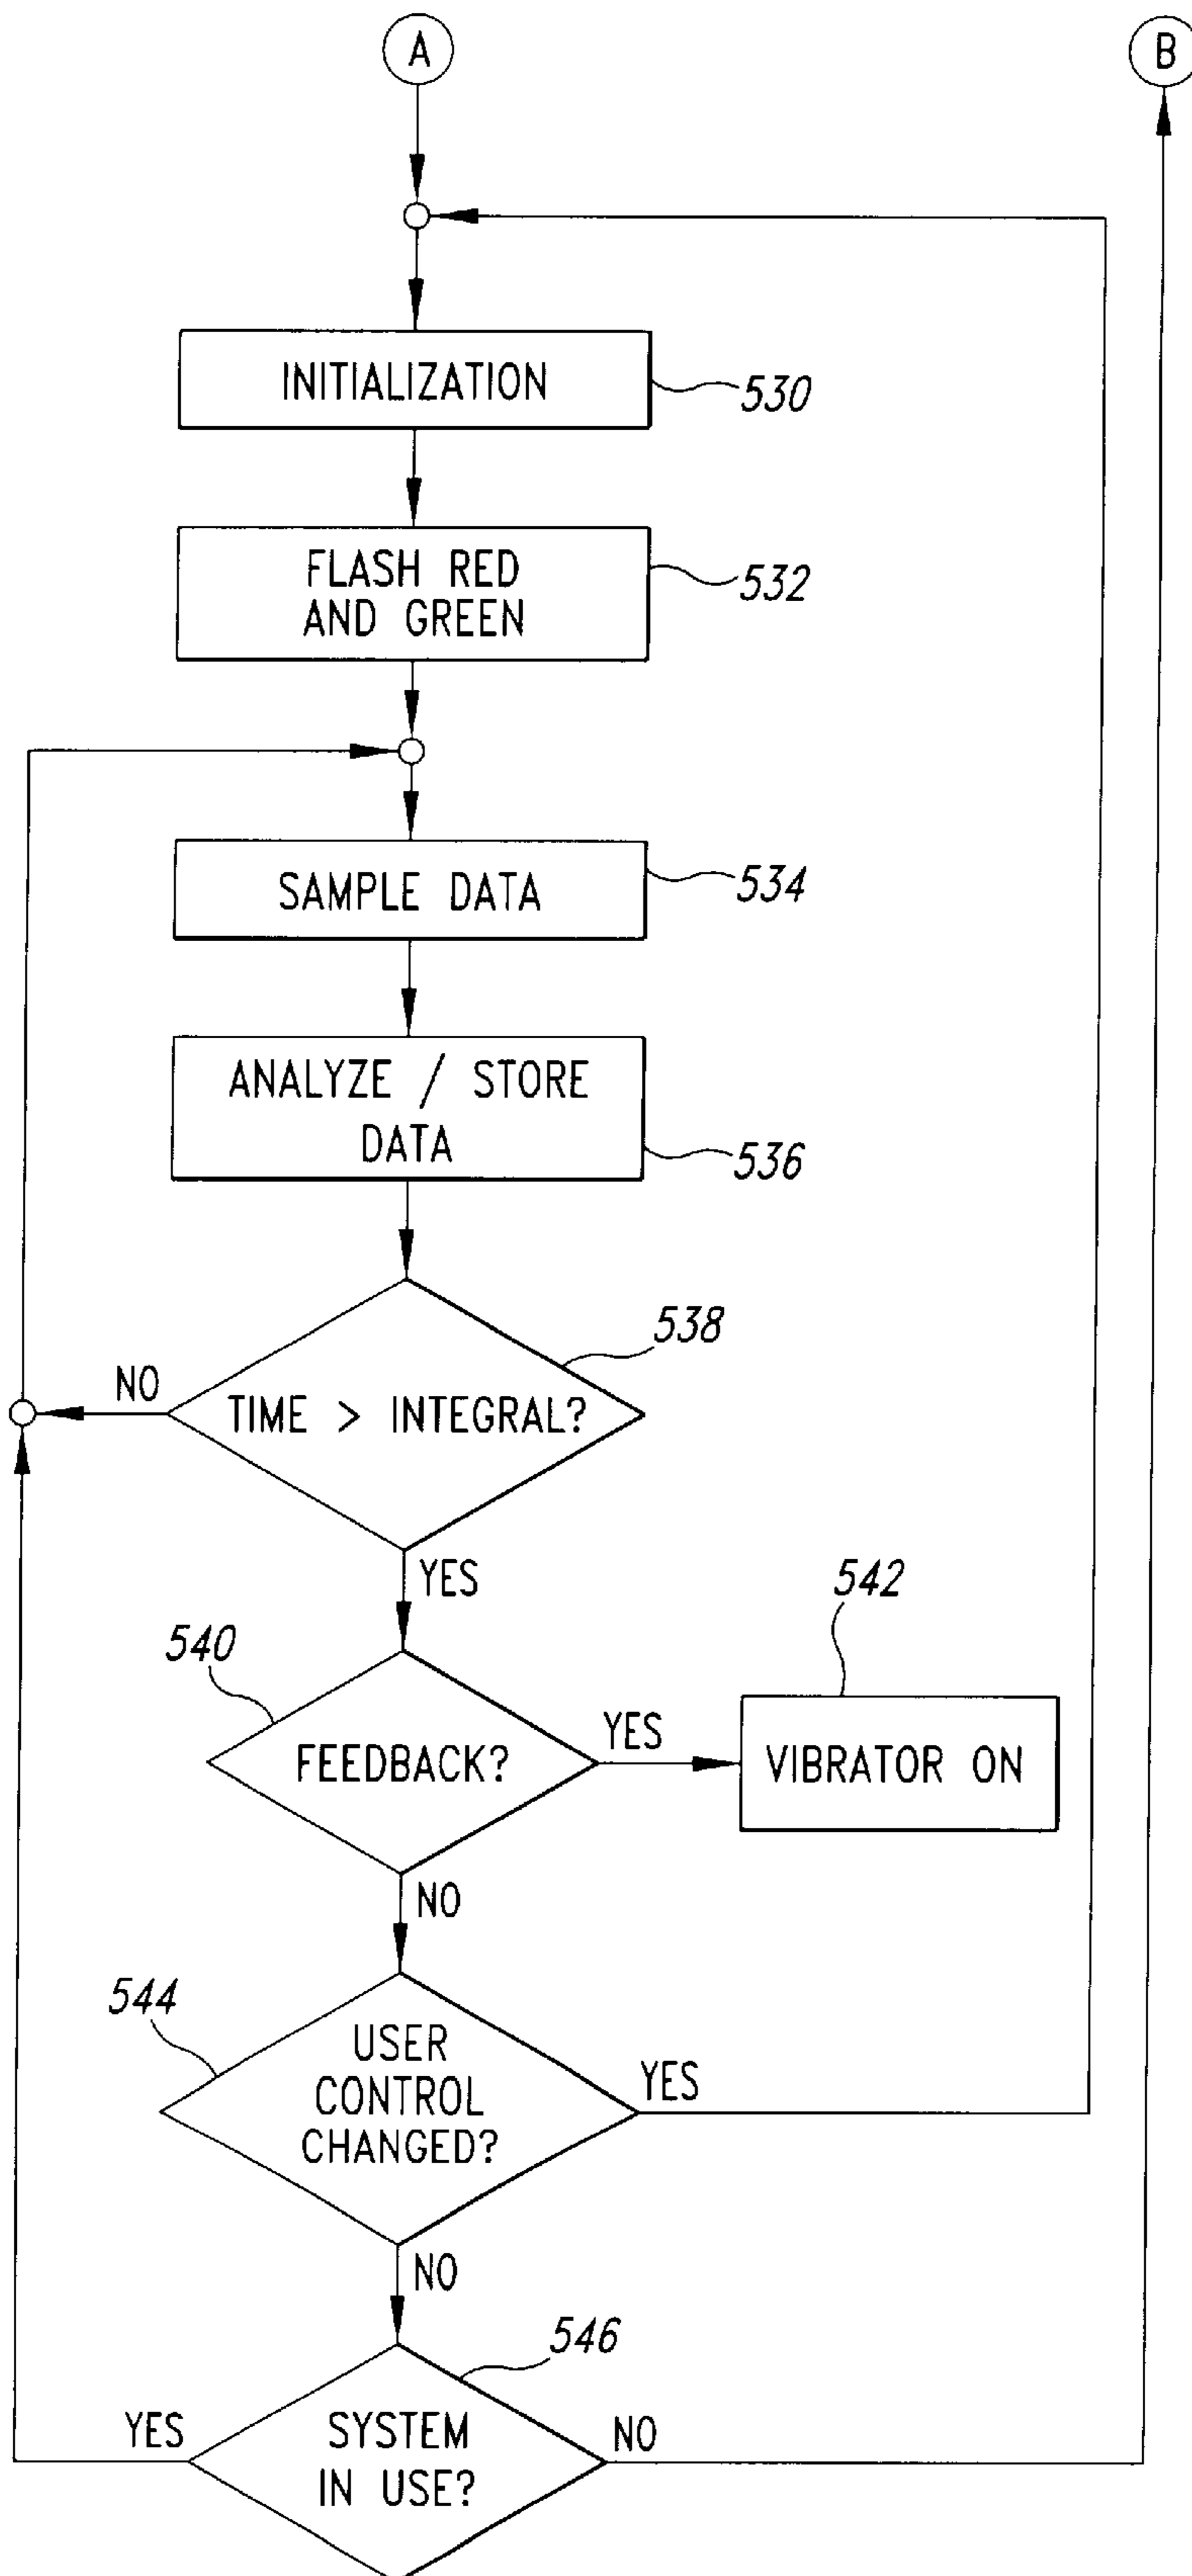 A
B
INITIALIZATION
530
FLASH RED
AND GREEN
532
SAMPLE DATA
534
ANALYZE / STORE
DATA
536
538
NO
TIME > INTEGRAL?
YES
542
540
FEEDBACK?
YES
VIBRATOR ON
NO
544
USER
CONTROL
CHANGED?
YES
NO
546
YES
SYSTEM
IN USE?
NO